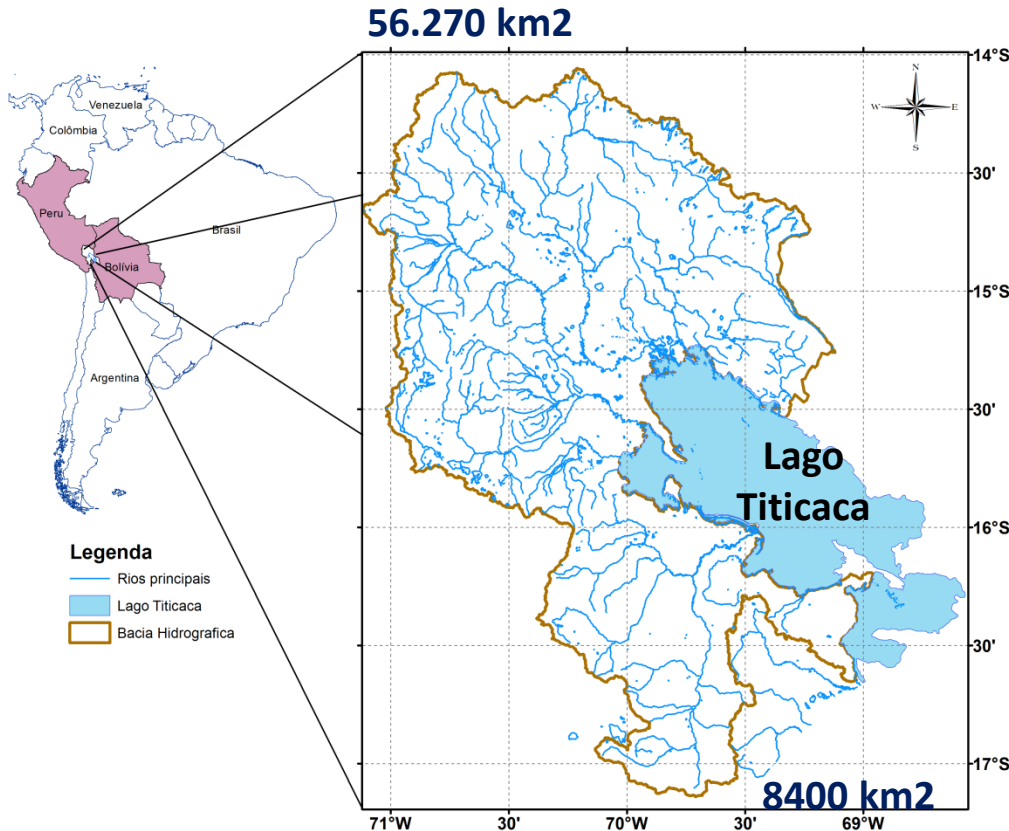 56.270 km2
Venezuela
Colômbia
Peru
Brasil
Bolívia
Argentina
Legenda
Rios principais
Lago Titicaca
Bacia Hidrografica
N
W E
S
14°S
30'
15°S
30'
16°S
30'
17°S
Lago
Titicaca
8400 km2
71°W 30' 70°W 30' 69°W